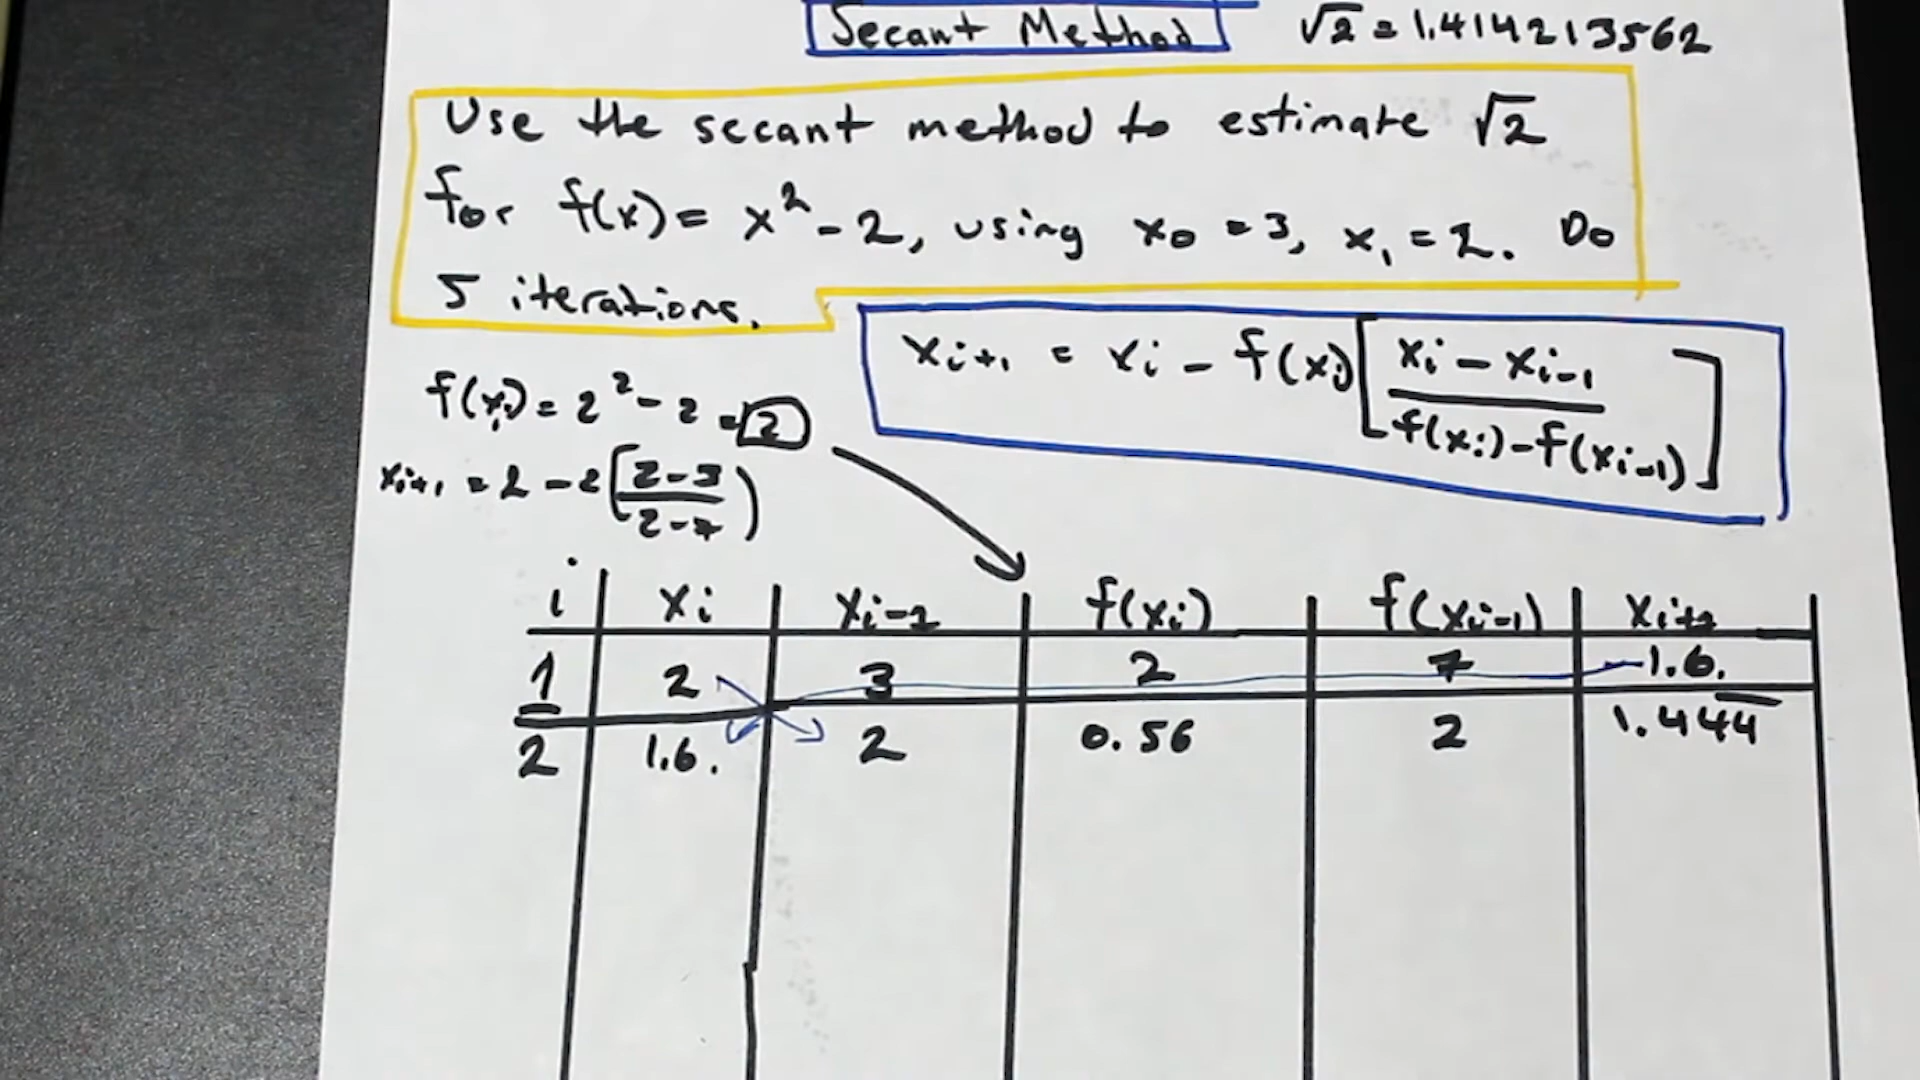 Secant Method √2 = 1.414213562
Use the secant method to estimate √2
for f(x) = x² - 2, using x₀ = 3, x₁ = 2. Do
5 iterations.
xᵢ₊₁ = xᵢ - f(xᵢ) [ (xᵢ - xᵢ₋₁) / (f(xᵢ) - f(xᵢ₋₁)) ]
f(xᵢ) = 2² - 2 = 2
xᵢ₊₁ = 2 - 2 [ (2 - 3) / (2 - 7) )
i xᵢ xᵢ₋₁ f(xᵢ) f(xᵢ₋₁) xᵢ₊₁
1 2 3 2 7 1.6.
2 1.6. 2 0.56 2 1.444